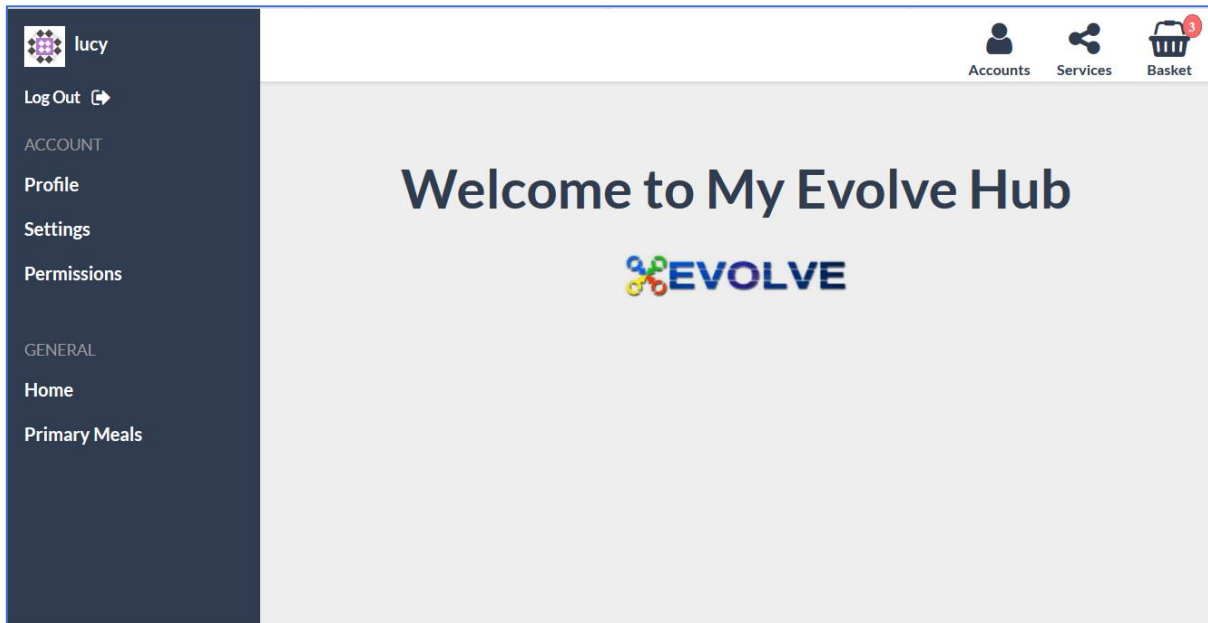 lucy
Log Out
ACCOUNT
Profile
Settings
Permissions
GENERAL
Home
Primary Meals
3
Accounts Services Basket
Welcome to My Evolve Hub
EVOLVE